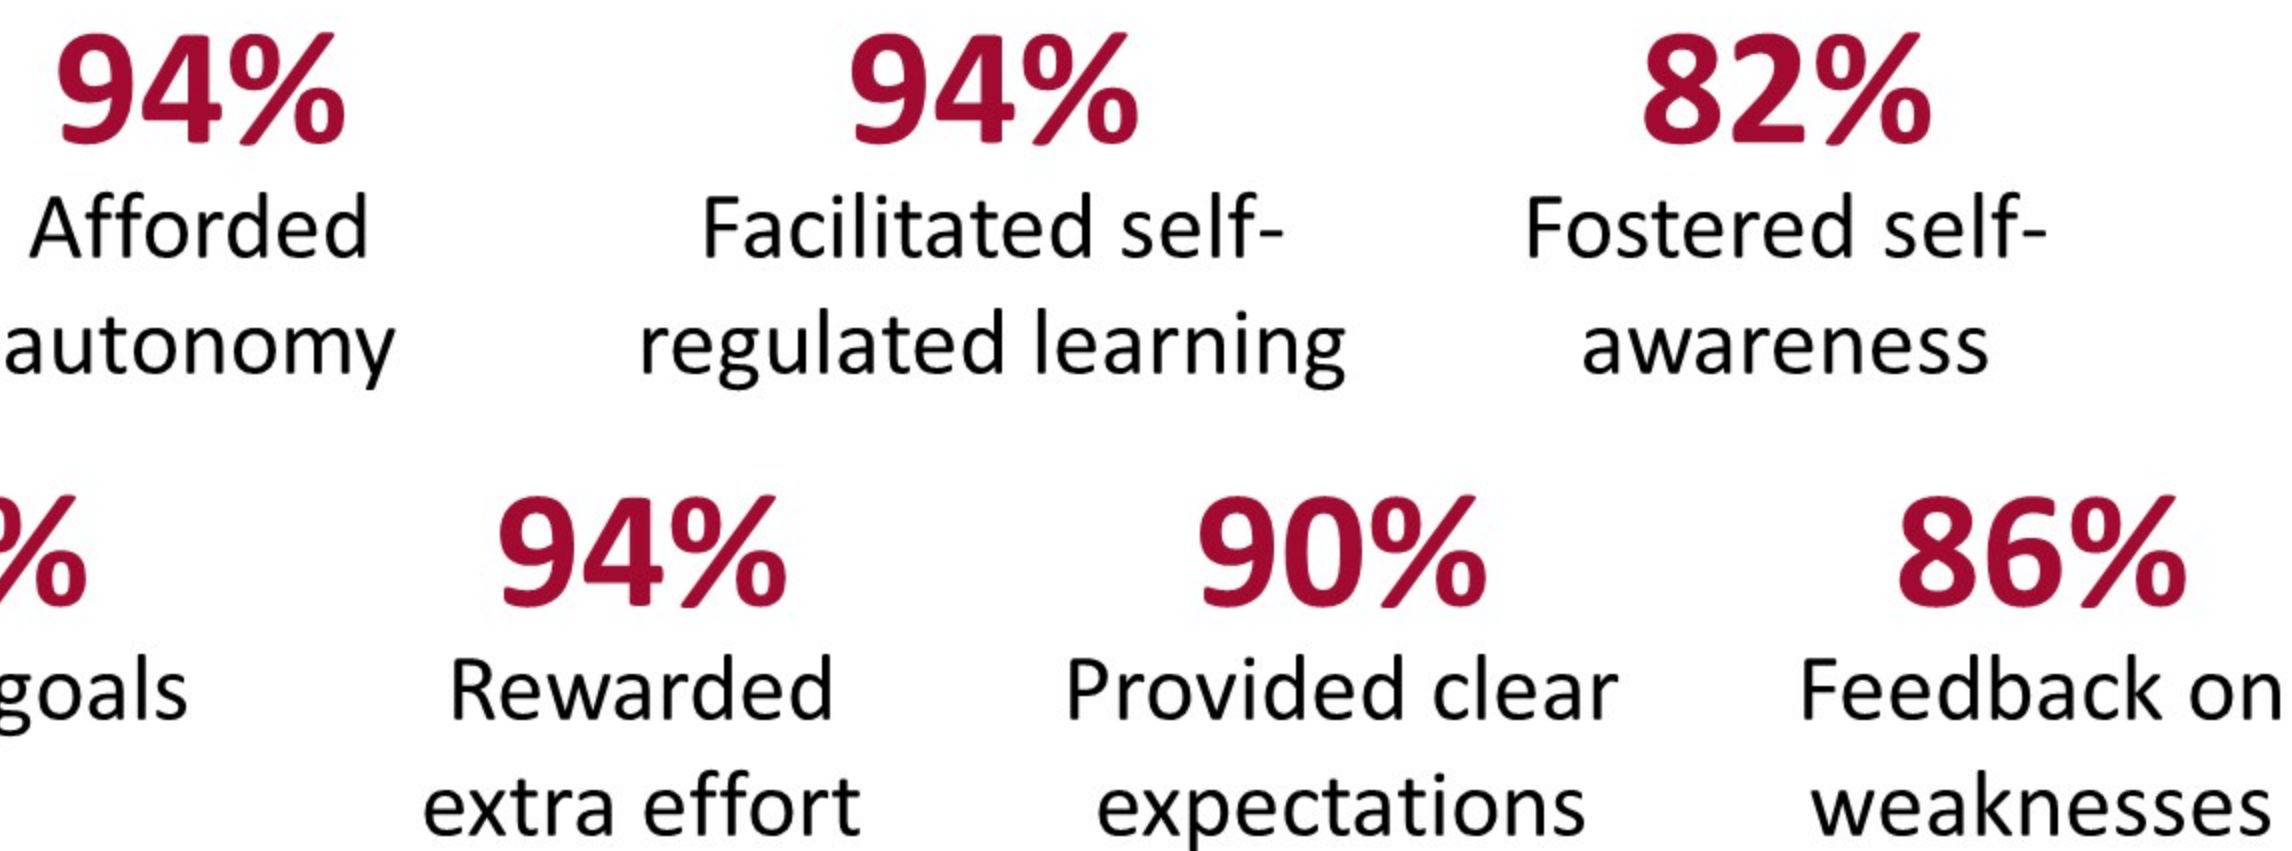 94% 94% 82%
Afforded Facilitated self- Fostered self-
autonomy regulated learning awareness
% 94% 90% 86%
goals Rewarded Provided clear Feedback on
extra effort expectations weaknesses